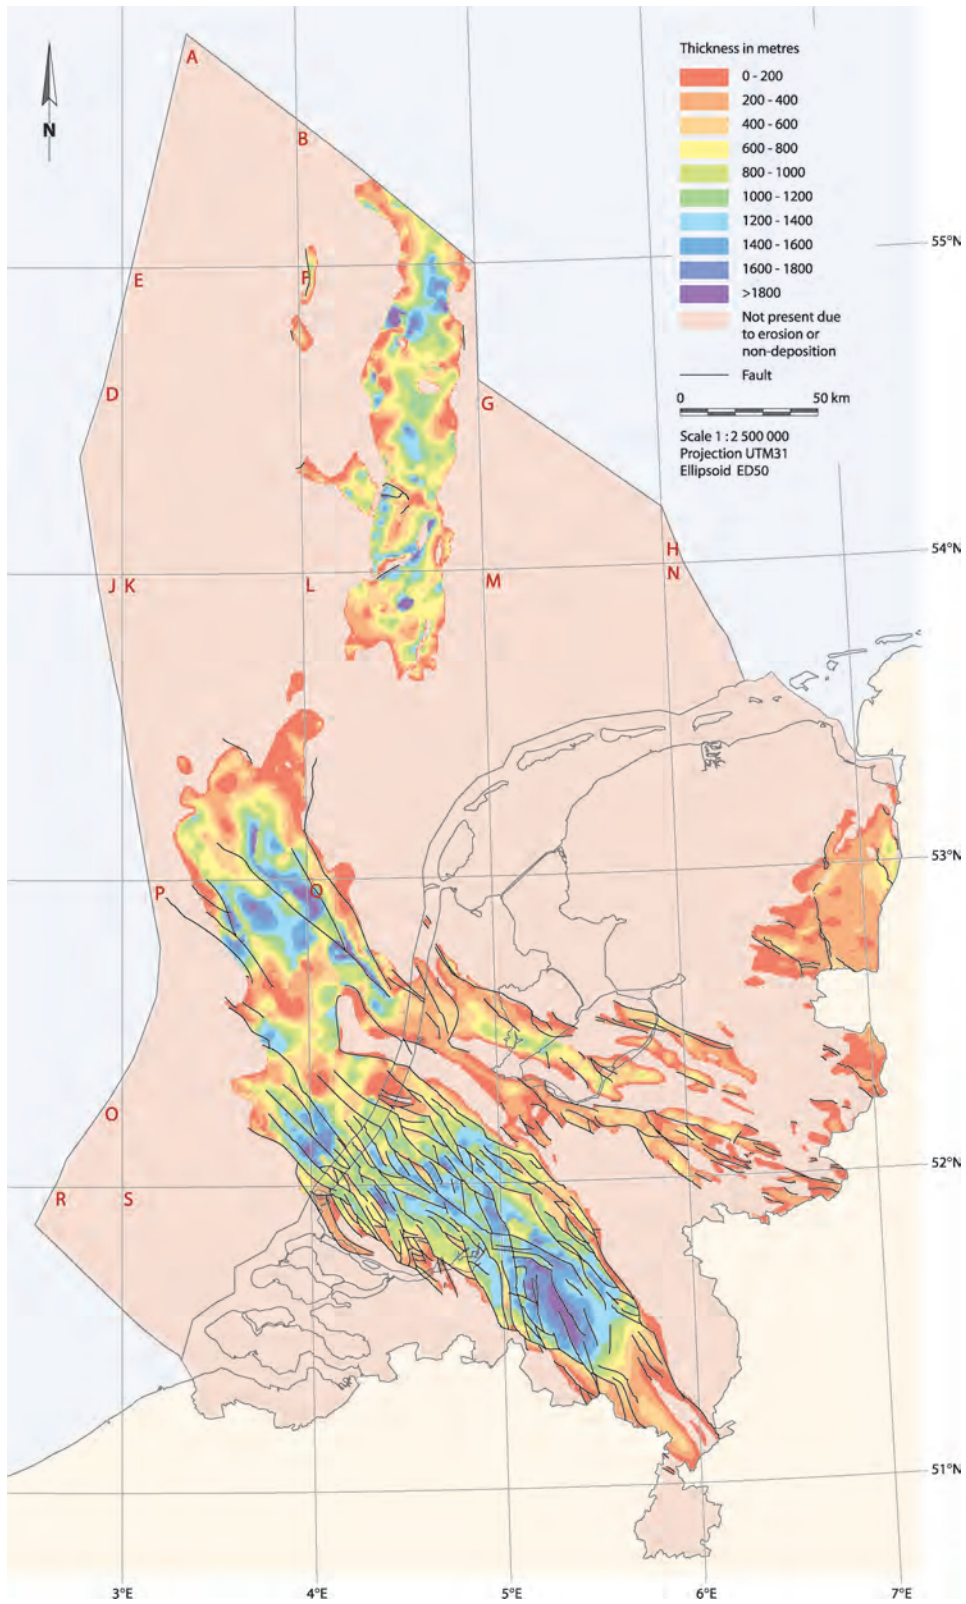 Thickness in metres
0 - 200
200 - 400
400 - 600
600 - 800
800 - 1000
1000 - 1200
1200 - 1400
1400 - 1600
1600 - 1800
>1800
Not present due
to erosion or
non-deposition
Fault
0 50 km
Scale 1 : 2 500 000
Projection UTM31
Ellipsoid ED50
N
A
B
55°N
E
F
D
G
H
54°N
J K
L
M
N
53°N
P
Q
O
52°N
R
S
51°N
3°E 4°E 5°E 6°E 7°E